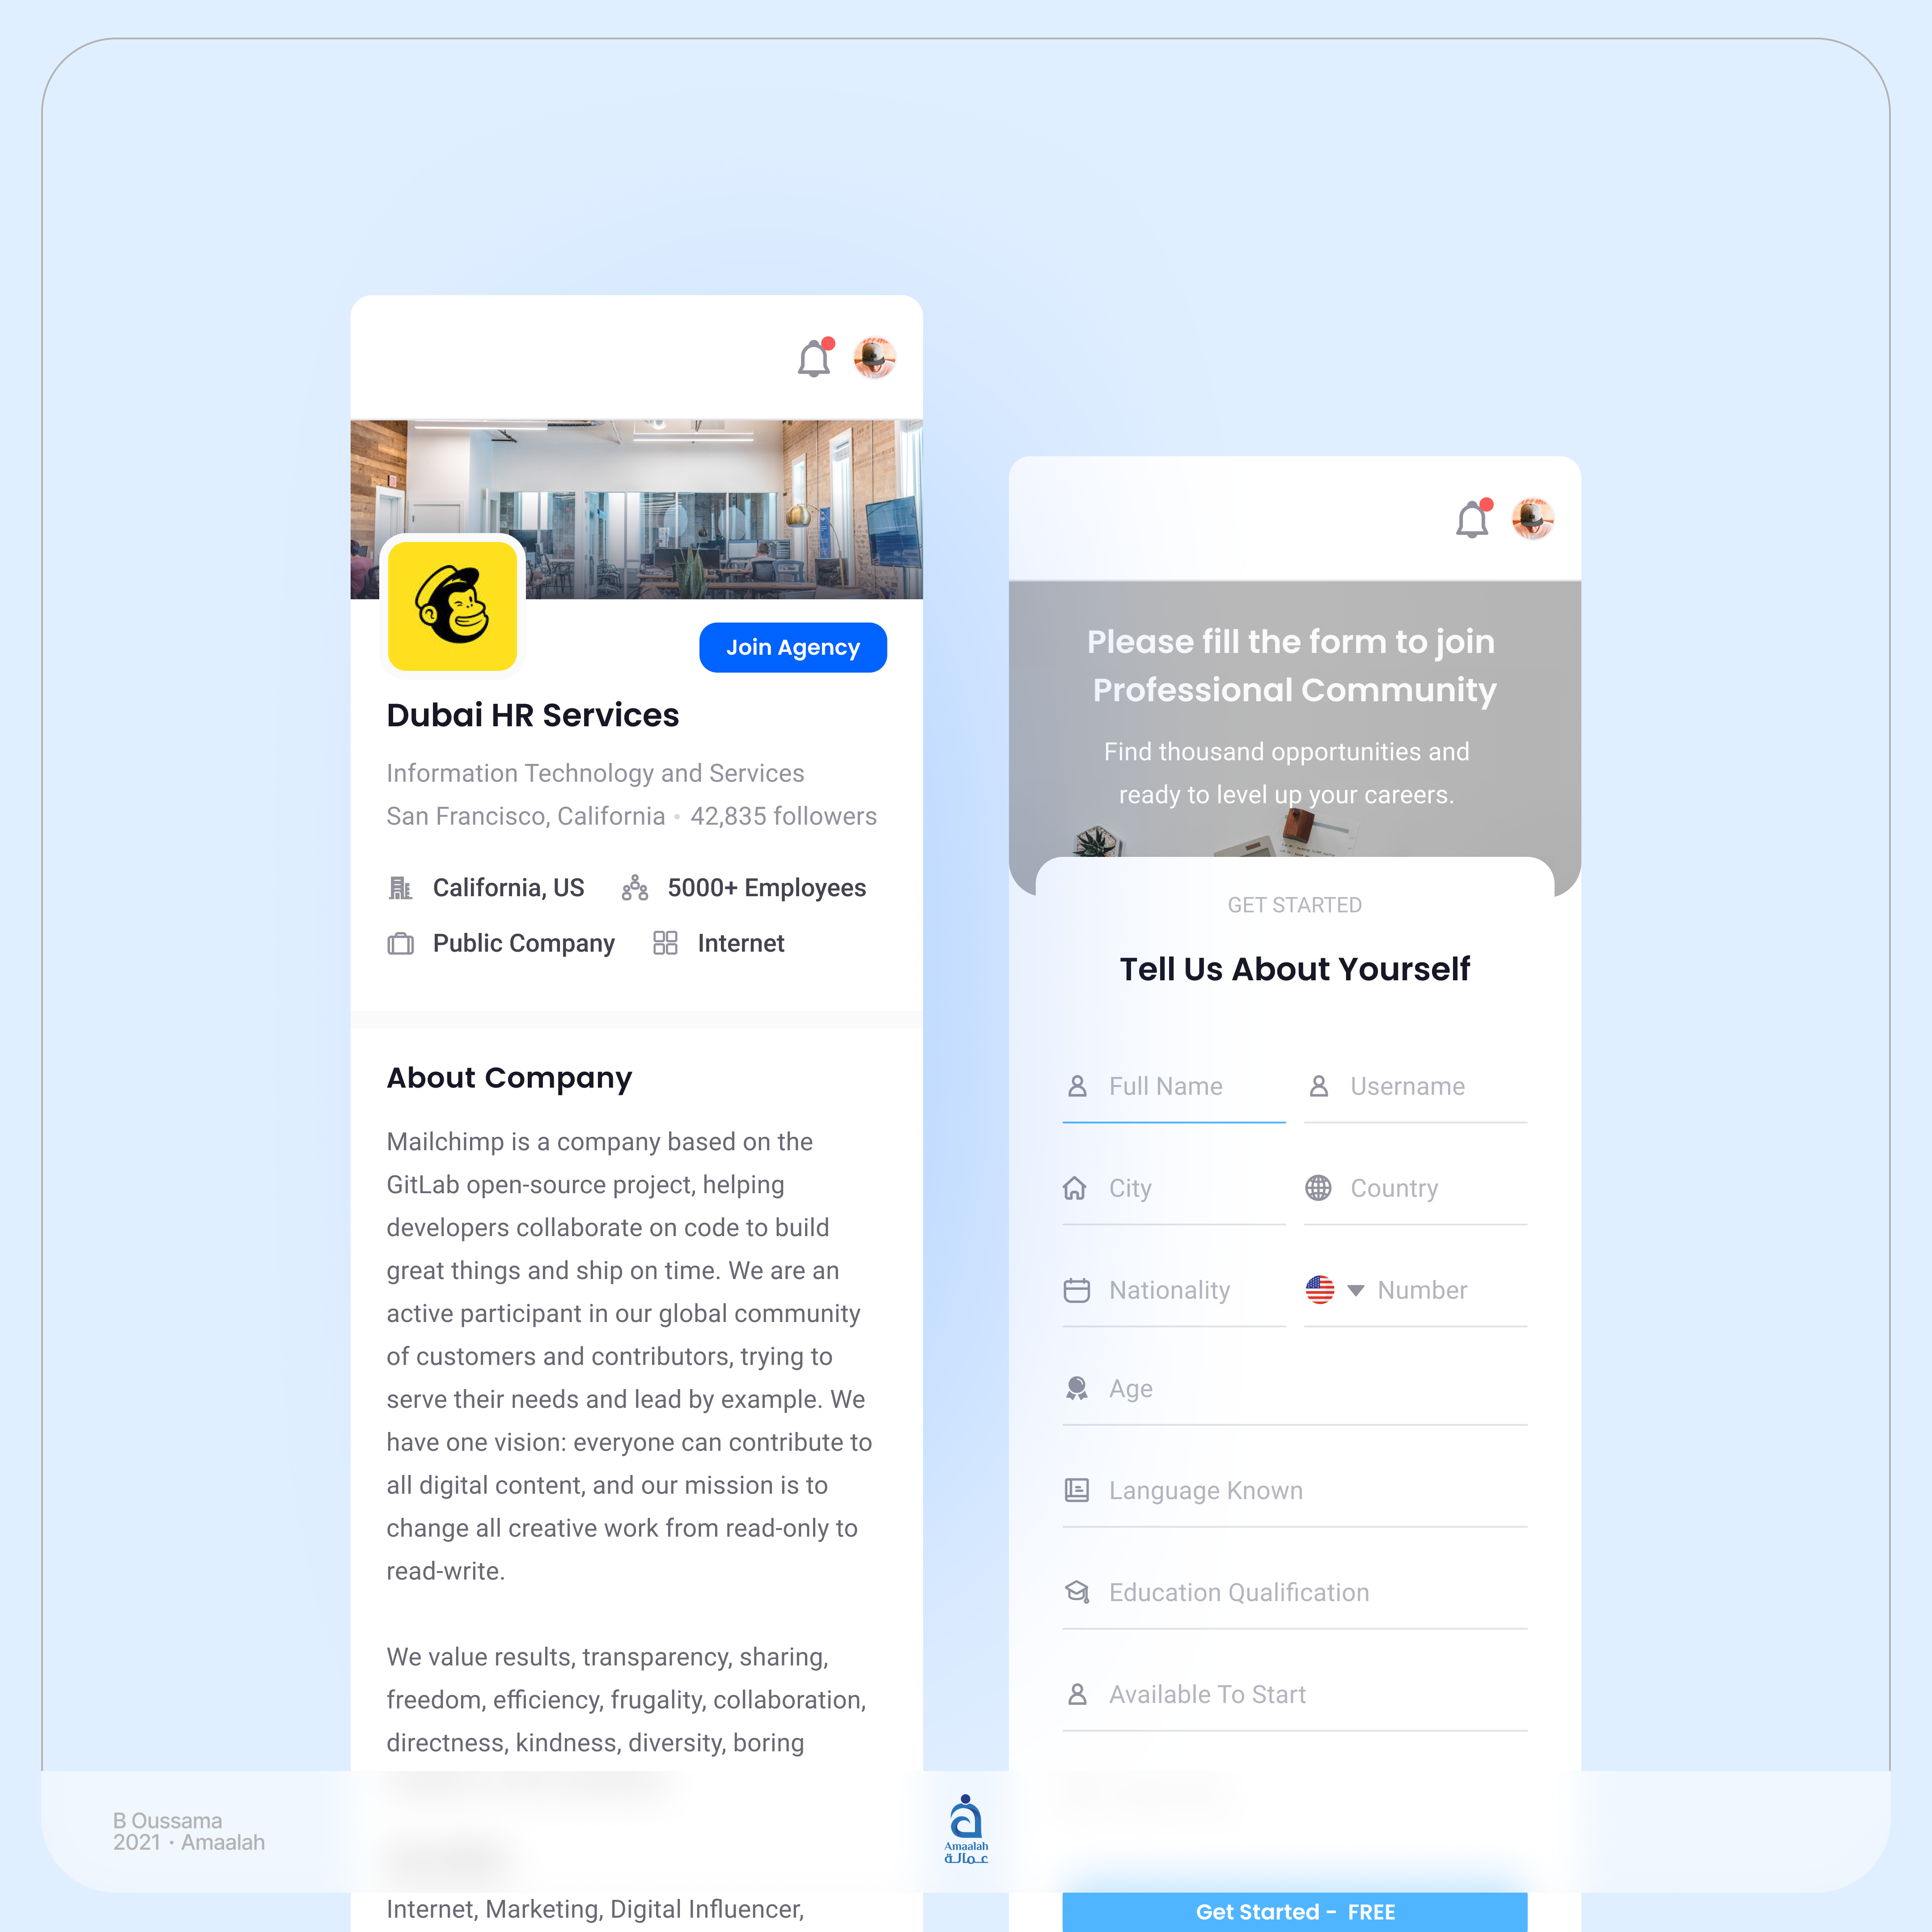 Join Agency
Dubai HR Services
Information Technology and Services
San Francisco, California • 42,835 followers
California, US
5000+ Employees
Public Company
Internet
About Company
Mailchimp is a company based on the
GitLab open-source project, helping
developers collaborate on code to build
great things and ship on time. We are an
active participant in our global community
of customers and contributors, trying to
serve their needs and lead by example. We
have one vision: everyone can contribute to
all digital content, and our mission is to
change all creative work from read-only to
read-write.
We value results, transparency, sharing,
freedom, efficiency, frugality, collaboration,
directness, kindness, diversity, boring
Internet, Marketing, Digital Influencer,
Please fill the form to join
Professional Community
Find thousand opportunities and
ready to level up your careers.
GET STARTED
Tell Us About Yourself
Full Name
Username
City
Country
Nationality
Number
Age
Language Known
Education Qualification
Available To Start
Get Started - FREE
B Oussama
2021 • Amaalah
Amaalah
عـمالـة